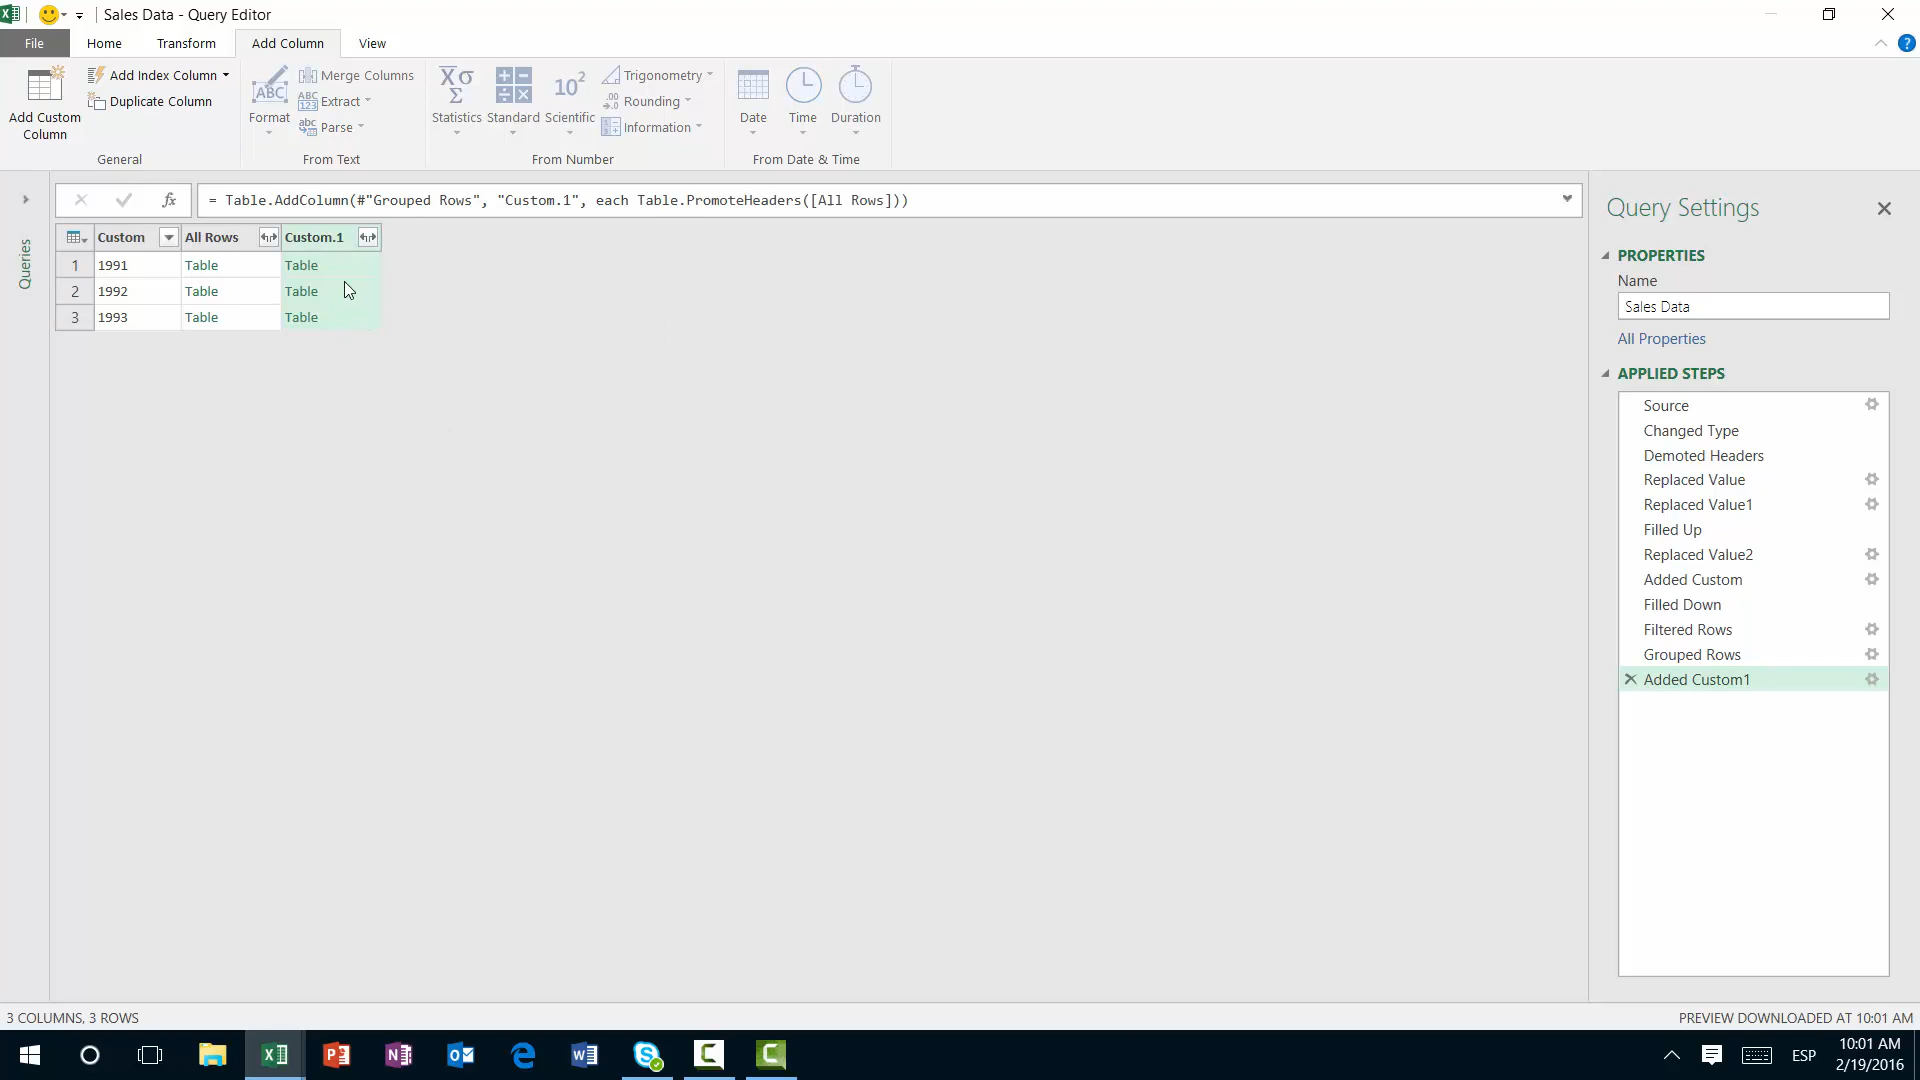 Sales Data - Query Editor
File
Home
Transform
Add Column
View
Add Custom
Column
Add Index Column
Duplicate Column
General
ABC
Format
Merge Columns
ABC
123
Extract
abc
Parse
From Text
Statistics
Standard
10²
Scientific
Trigonometry
Rounding
Information
From Number
Date
Time
Duration
From Date & Time
= Table.AddColumn(#"Grouped Rows", "Custom.1", each Table.PromoteHeaders([All Rows]))
Queries
Custom All Rows Custom.1
1 1991 Table Table
2 1992 Table Table
3 1993 Table Table
Query Settings
PROPERTIES
Name
Sales Data
All Properties
APPLIED STEPS
Source
Changed Type
Demoted Headers
Replaced Value
Replaced Value1
Filled Up
Replaced Value2
Added Custom
Filled Down
Filtered Rows
Grouped Rows
Added Custom1
3 COLUMNS, 3 ROWS
PREVIEW DOWNLOADED AT 10:01 AM
ESP
10:01 AM
2/19/2016